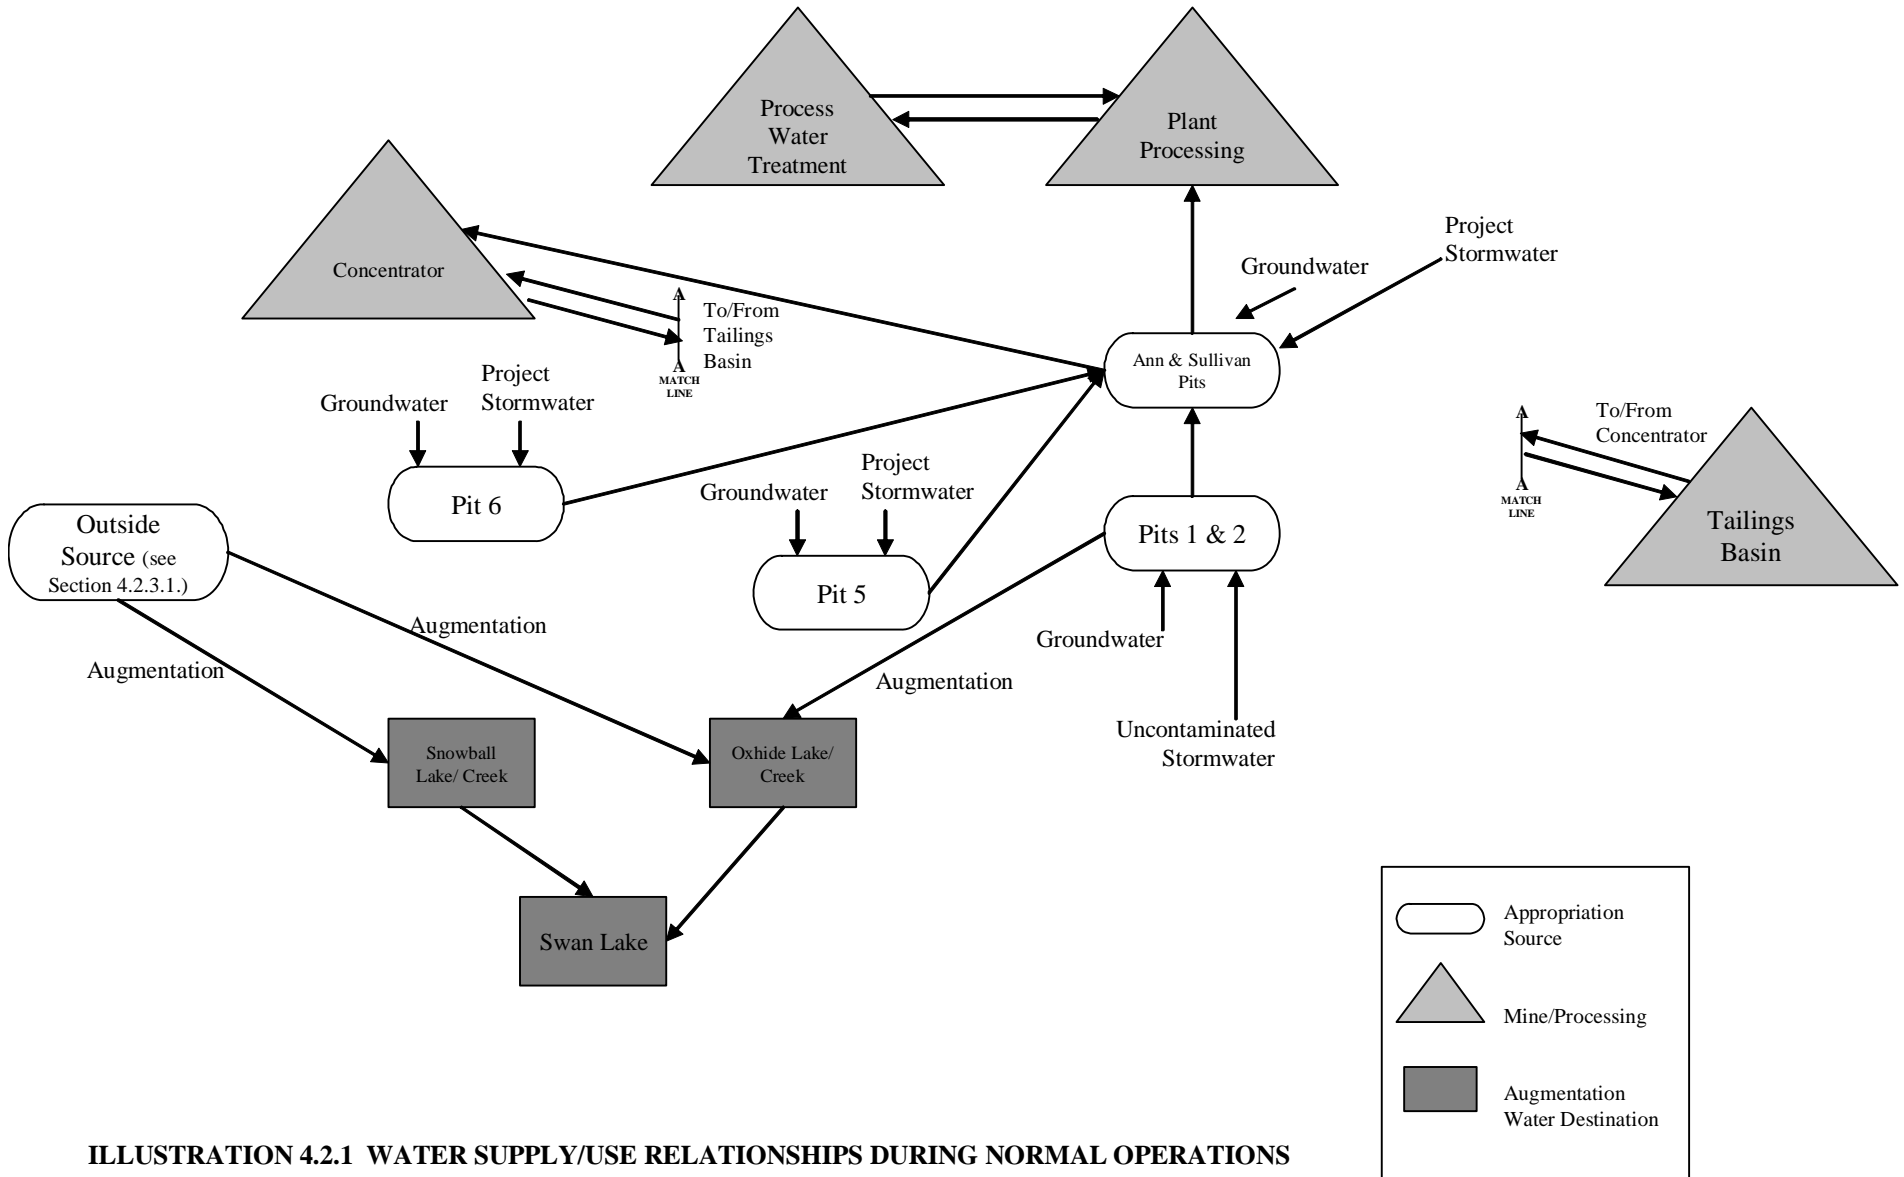 Process
Water
Treatment
Plant
Processing
Concentrator
A
A
MATCH
LINE
To/From
Tailings
Basin
Project
Stormwater
Groundwater
Ann & Sullivan
Pits
Groundwater
Project
Stormwater
Pit 6
Groundwater
Project
Stormwater
Pit 5
Pits 1 & 2
Groundwater
Uncontaminated
Stormwater
A
A
MATCH
LINE
To/From
Concentrator
Tailings
Basin
Outside
Source (see
Section 4.2.3.1.)
Augmentation
Augmentation
Augmentation
Snowball
Lake/ Creek
Oxhide Lake/
Creek
Swan Lake
Appropriation
Source
Mine/Processing
Augmentation
Water Destination
ILLUSTRATION 4.2.1 WATER SUPPLY/USE RELATIONSHIPS DURING NORMAL OPERATIONS